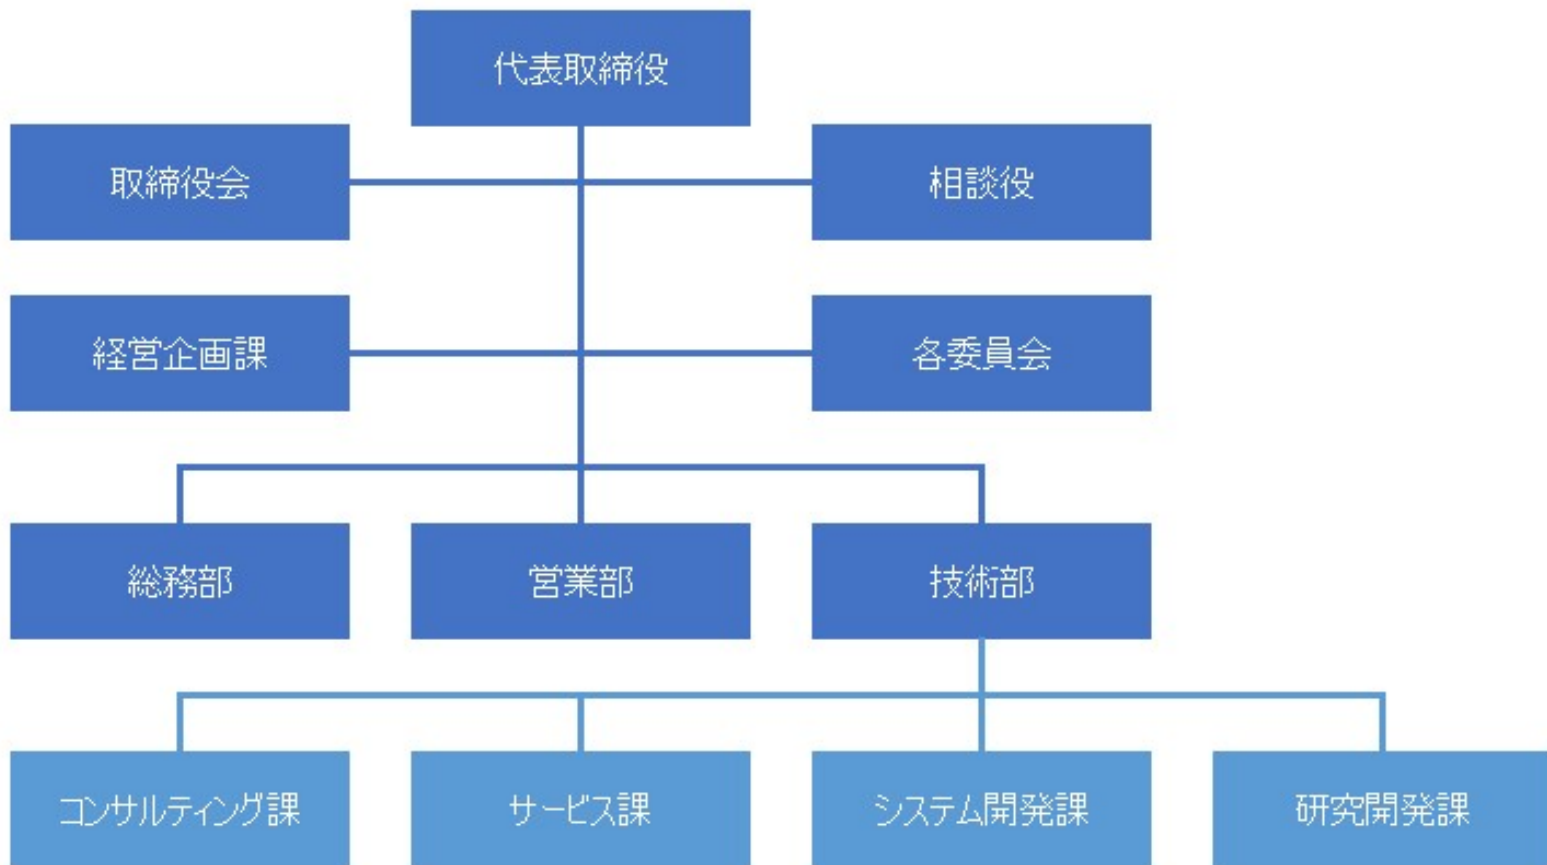 代表取締役
取締役会
相談役
経営企画課
各委員会
総務部
営業部
技術部
コンサルティング課
サービス課
システム開発課
研究開発課